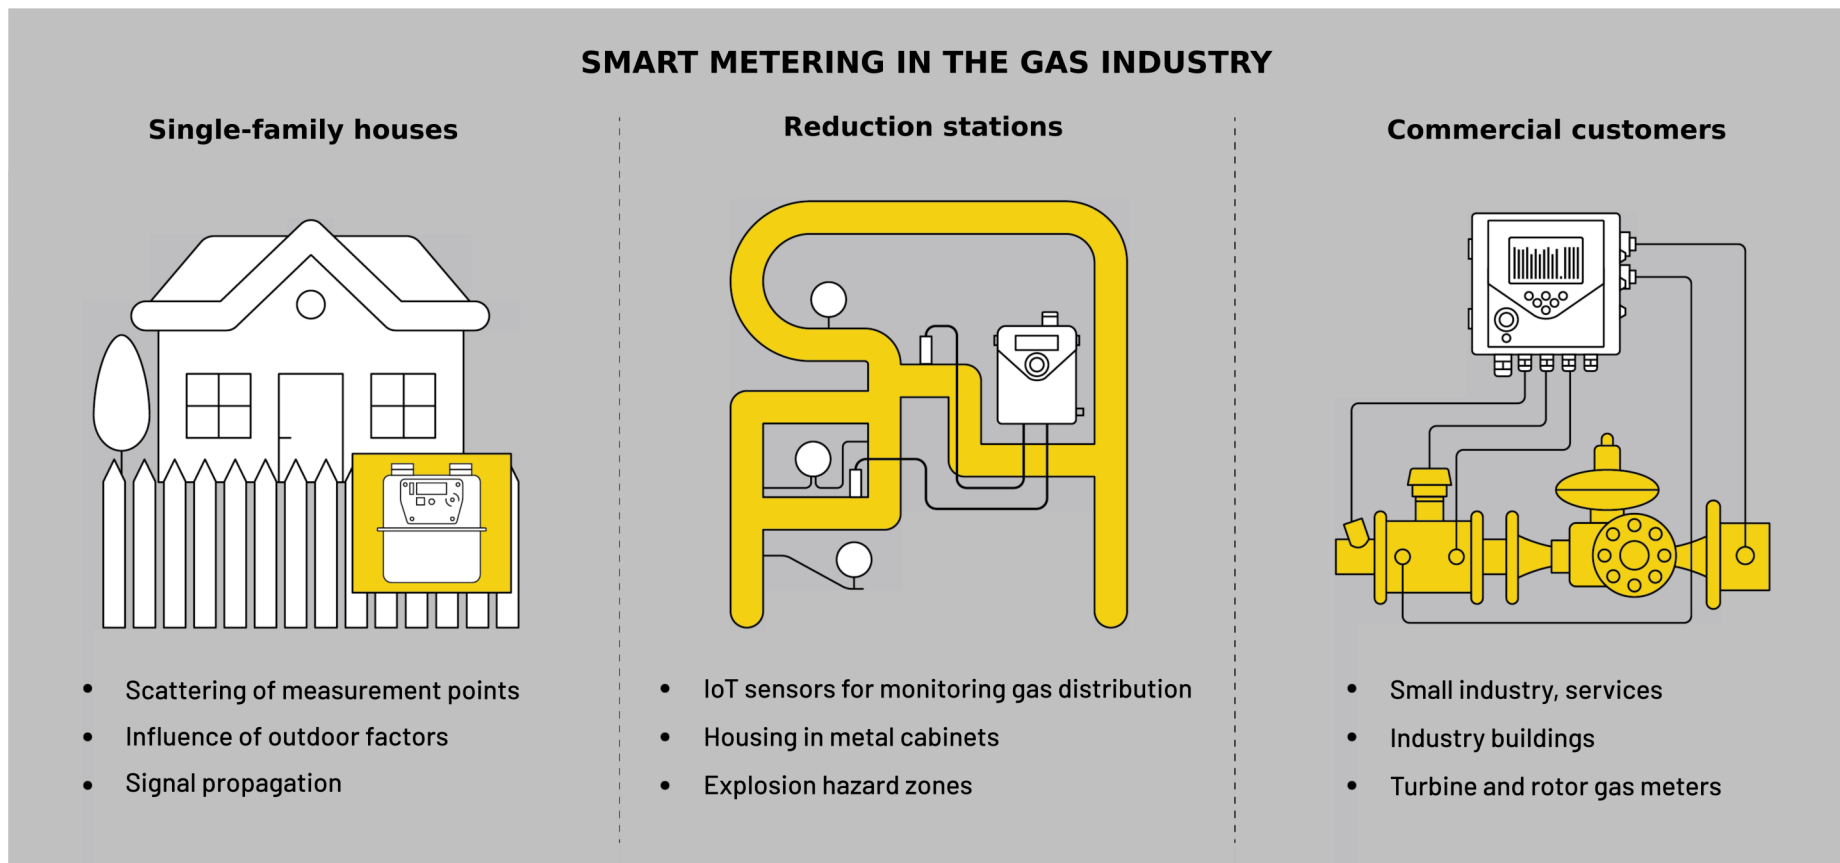 SMART METERING IN THE GAS INDUSTRY
Single-family houses
Scattering of measurement points
Influence of outdoor factors
Signal propagation
Reduction stations
IoT sensors for monitoring gas distribution
Housing in metal cabinets
Explosion hazard zones
Commercial customers
Small industry, services
Industry buildings
Turbine and rotor gas meters